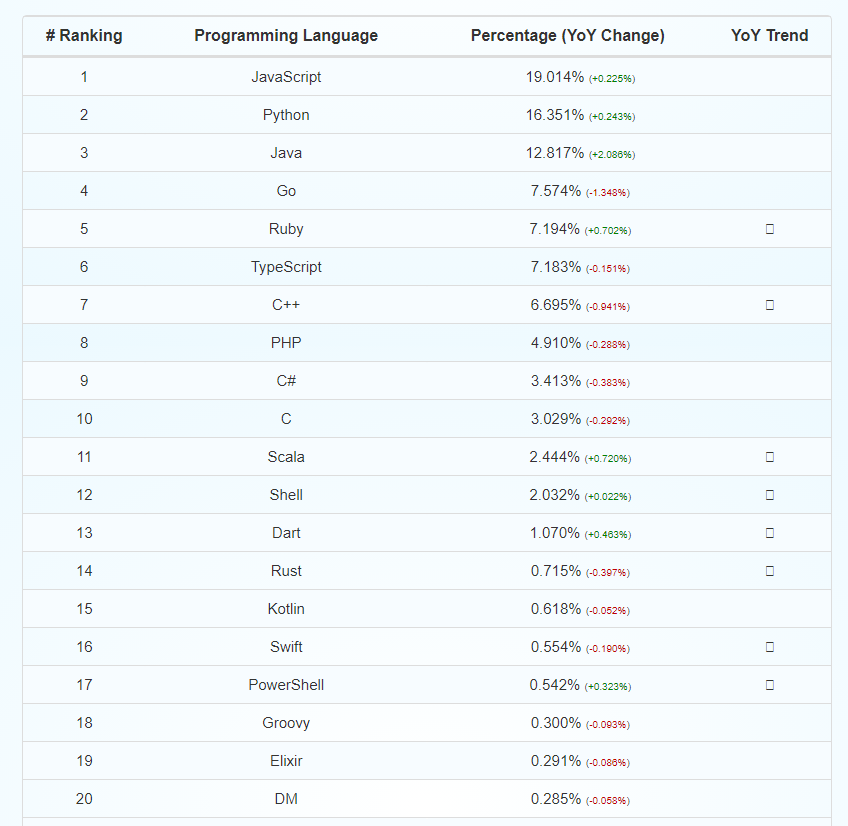 # Ranking Programming Language Percentage (YoY Change) YoY Trend
1 JavaScript 19.014% (+0.225%)
2 Python 16.351% (+0.243%)
3 Java 12.817% (+2.086%)
4 Go 7.574% (-1.348%)
5 Ruby 7.194% (+0.702%)
6 TypeScript 7.183% (-0.151%)
7 C++ 6.695% (-0.941%)
8 PHP 4.910% (-0.288%)
9 C# 3.413% (-0.383%)
10 C 3.029% (-0.292%)
11 Scala 2.444% (+0.720%)
12 Shell 2.032% (+0.022%)
13 Dart 1.070% (+0.463%)
14 Rust 0.715% (-0.397%)
15 Kotlin 0.618% (-0.052%)
16 Swift 0.554% (-0.190%)
17 PowerShell 0.542% (+0.323%)
18 Groovy 0.300% (-0.093%)
19 Elixir 0.291% (-0.086%)
20 DM 0.285% (-0.058%)